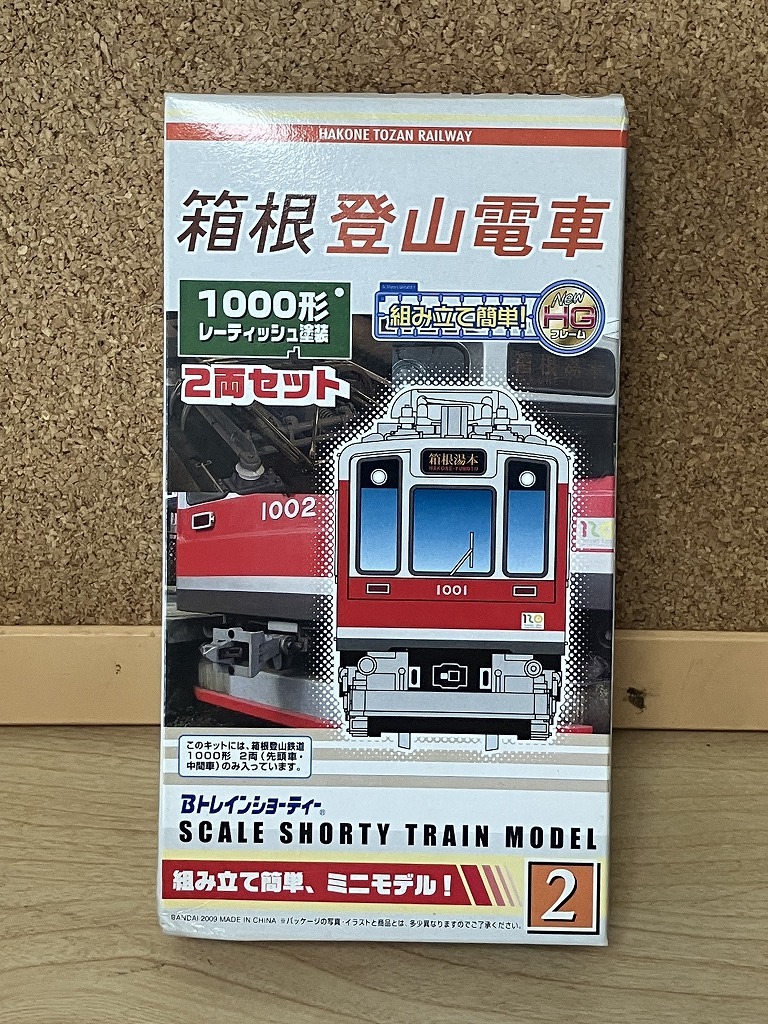 HAKONE TOZAN RAILWAY
箱根登山電車
1000形
レーティッシュ塗装
2両セット
組み立て簡単!
New
HG
フレーム
箱根湯本
HAKONE-YUMOTO
1002
1001
このキットには、箱根登山鉄道
1000形 2両(先頭車・
中間車)のみ入っています。
Bトレインショーティー®
SCALE SHORTY TRAIN MODEL
組み立て簡単、ミニモデル!
2
BANDAI 2009 MADE IN CHINA ※パッケージの写真・イラストと商品とは、多少異なりますのでご了承ください。